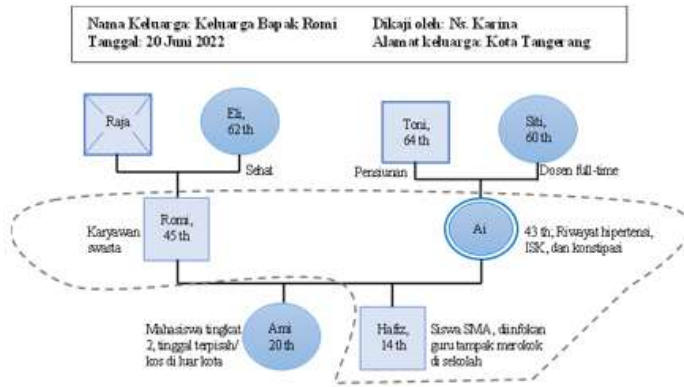 Nama Keluarga: Keluarga Bapak Romi
Dikaji oleh: Ns. Karina
Tanggal: 20 Juni 2022
Alamat keluarga: Kota Tangerang
Raja
Eli,
62 th
Sehat
Toni,
64 th
Pensiunan
Siti,
60 th
Dosen full-time
Karyawan
swasta
Romi,
45 th
Ai
43 th; Riwayat hipertensi,
ISK, dan konstipasi
Mahasiswa tingkat
2, tinggal terpisah/
kos di luar kota
Ami
20 th
Hafiz,
14 th
Siswa SMA, diinfokan
guru tampak merokok
di sekolah